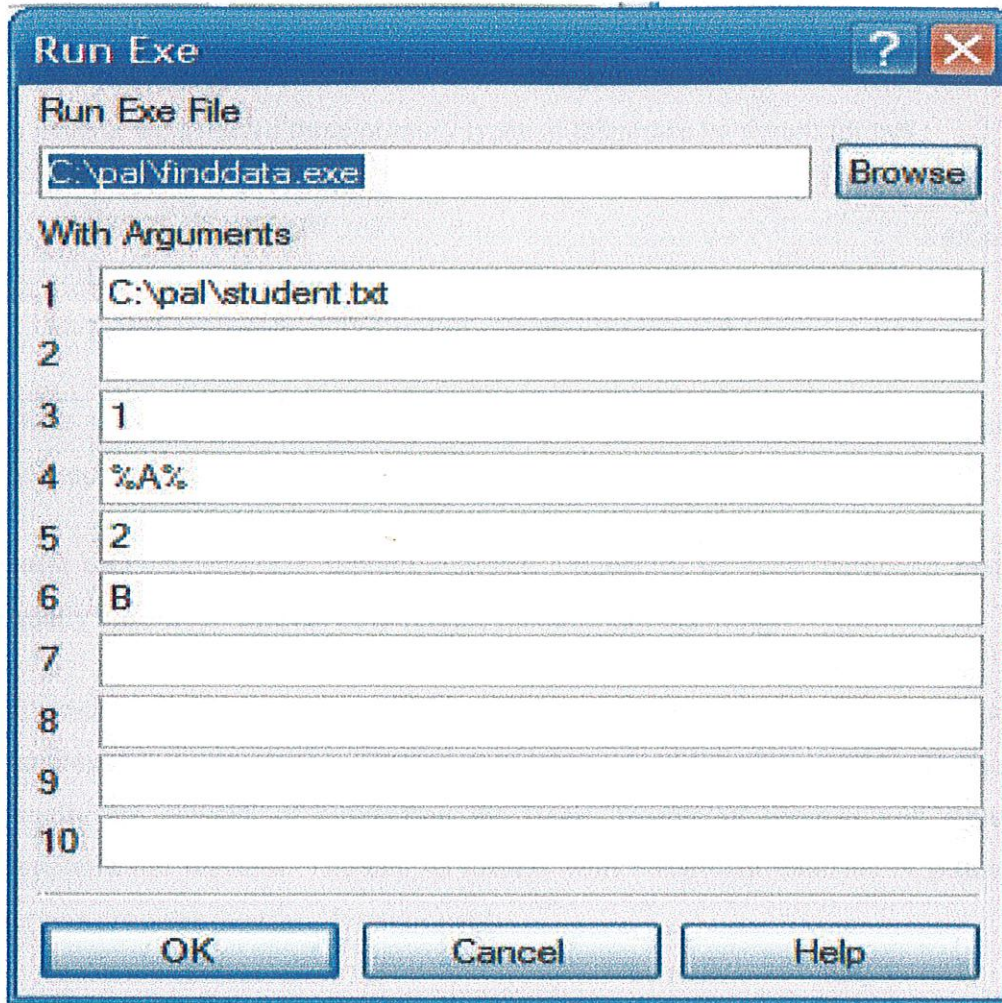 Run Exe
Run Exe File
C:\pal\finddata.exe Browse
With Arguments
1 C:\pal\student.txt
2
3 1
4 %A%
5 2
6 B
7
8
9
10
OK Cancel Help